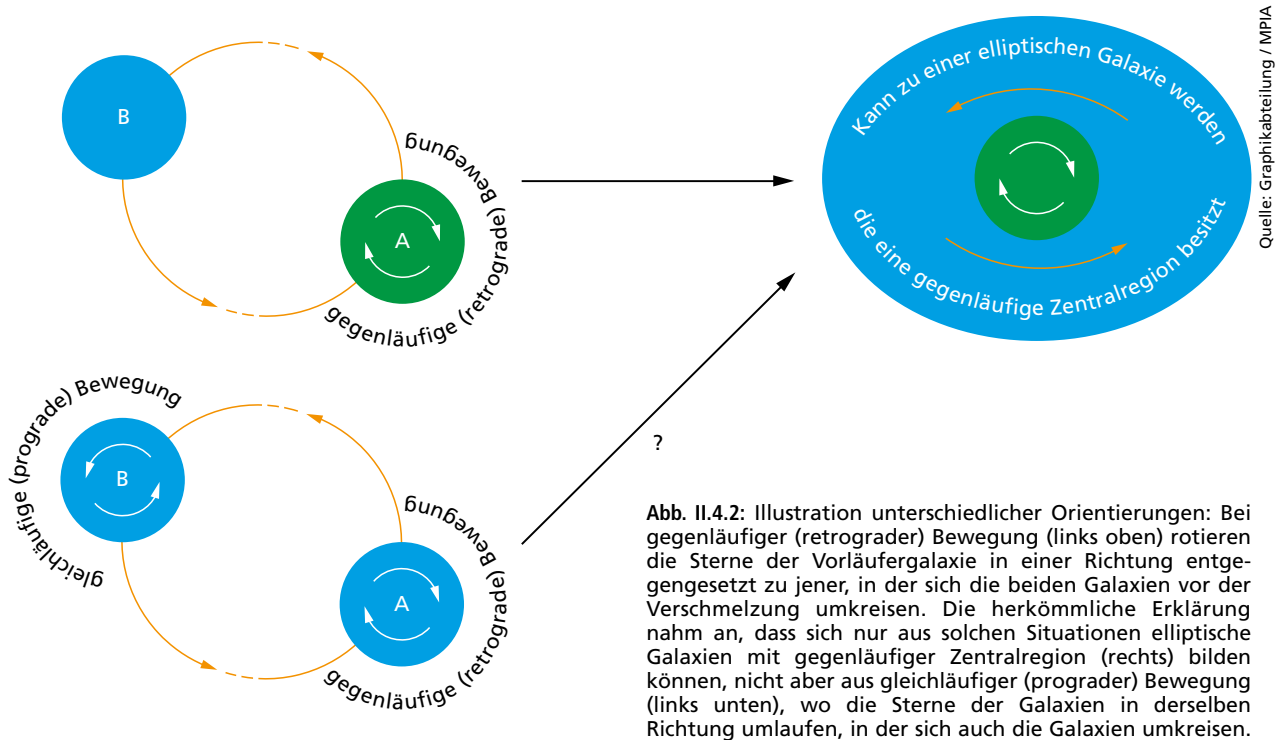 B
A
gegenläufige (retrograde) Bewegung
Kann zu einer elliptischen Galaxie werden
die eine gegenläufige Zentralregion besitzt
Quelle: Graphikabteilung / MPIA
gleichläufige (prograde) Bewegung
B
A
gegenläufige (retrograde) Bewegung
?
Abb. II.4.2: Illustration unterschiedlicher Orientierungen: Bei
gegenläufiger (retrograder) Bewegung (links oben) rotieren
die Sterne der Vorläufergalaxie in einer Richtung entge-
gengesetzt zu jener, in der sich die beiden Galaxien vor der
Verschmelzung umkreisen. Die herkömmliche Erklärung
nahm an, dass sich nur aus solchen Situationen elliptische
Galaxien mit gegenläufiger Zentralregion (rechts) bilden
können, nicht aber aus gleichläufiger (prograder) Bewegung
(links unten), wo die Sterne der Galaxien in derselben
Richtung umlaufen, in der sich auch die Galaxien umkreisen.